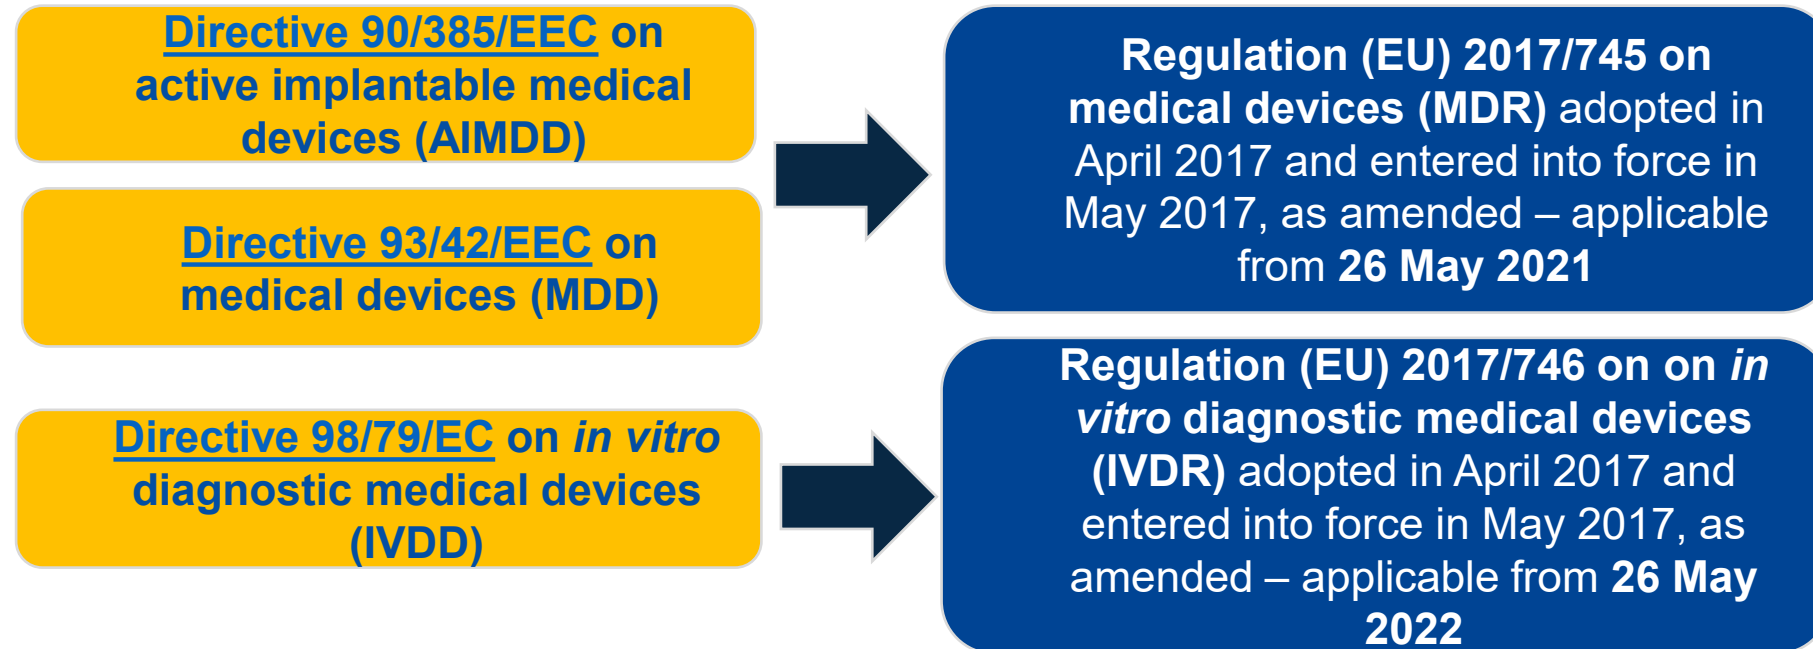 Directive 90/385/EEC on
active implantable medical
devices (AIMDD)
Directive 93/42/EEC on
medical devices (MDD)
Directive 98/79/EC on in vitro
diagnostic medical devices
(IVDD)
Regulation (EU) 2017/745 on
medical devices (MDR) adopted in
April 2017 and entered into force in
May 2017, as amended – applicable
from 26 May 2021
Regulation (EU) 2017/746 on on in
vitro diagnostic medical devices
(IVDR) adopted in April 2017 and
entered into force in May 2017, as
amended – applicable from 26 May
2022